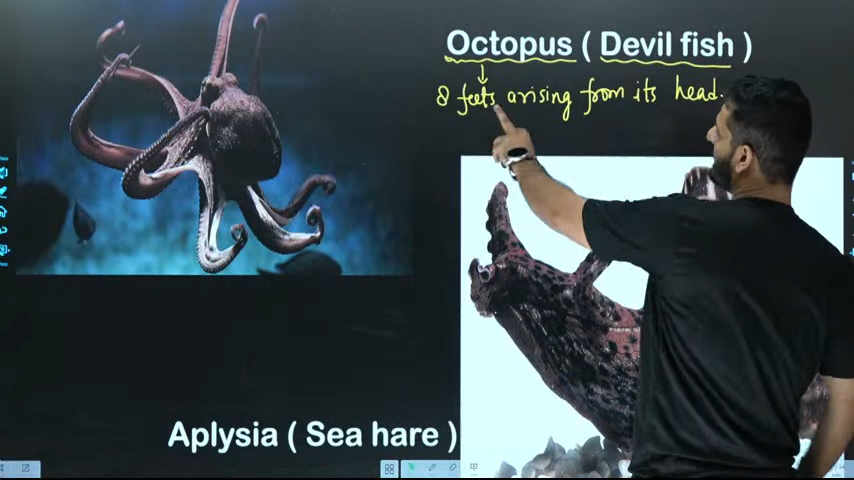 Octopus ( Devil fish )
8 feets arising from its head.
Aplysia ( Sea hare )